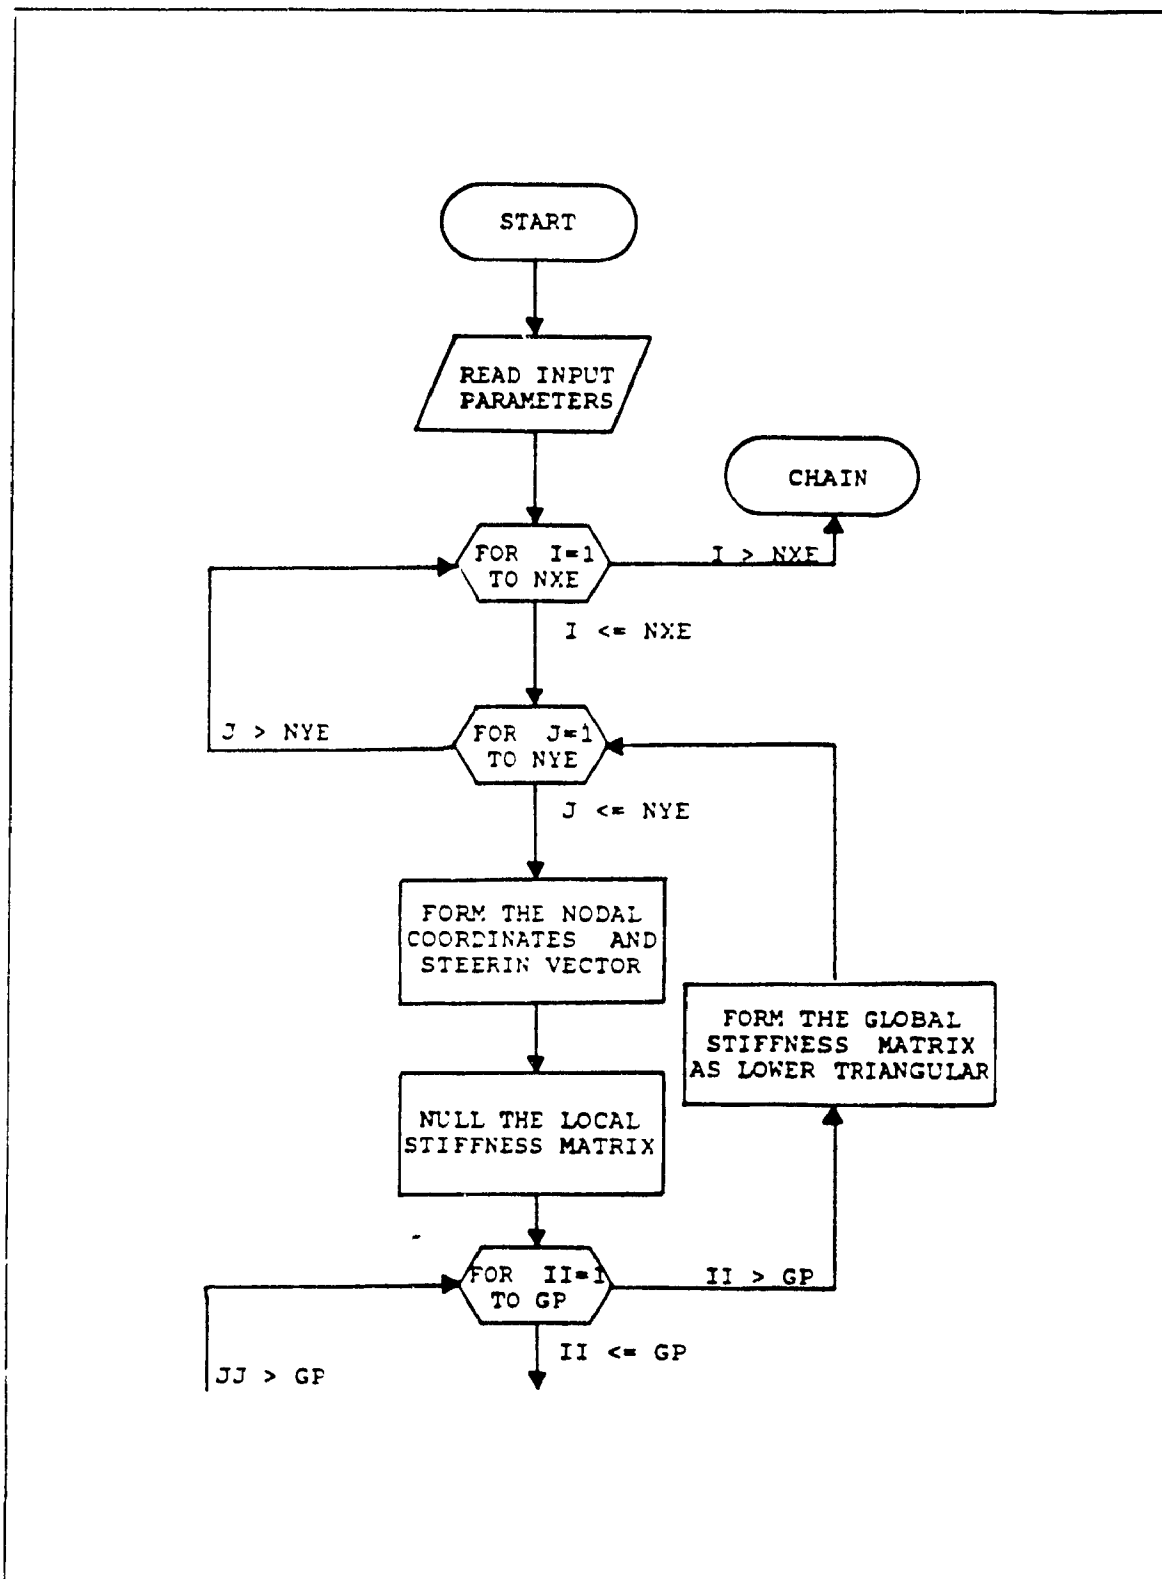 START
READ INPUT
PARAMETERS
CHAIN
FOR I=1
TO NXE
I > NXE
I <= NXE
J > NYE
FOR J=1
TO NYE
J <= NYE
FORM THE NODAL
COORDINATES AND
STEERIN VECTOR
FORM THE GLOBAL
STIFFNESS MATRIX
AS LOWER TRIANGULAR
NULL THE LOCAL
STIFFNESS MATRIX
FOR II=1
TO GP
II > GP
II <= GP
JJ > GP